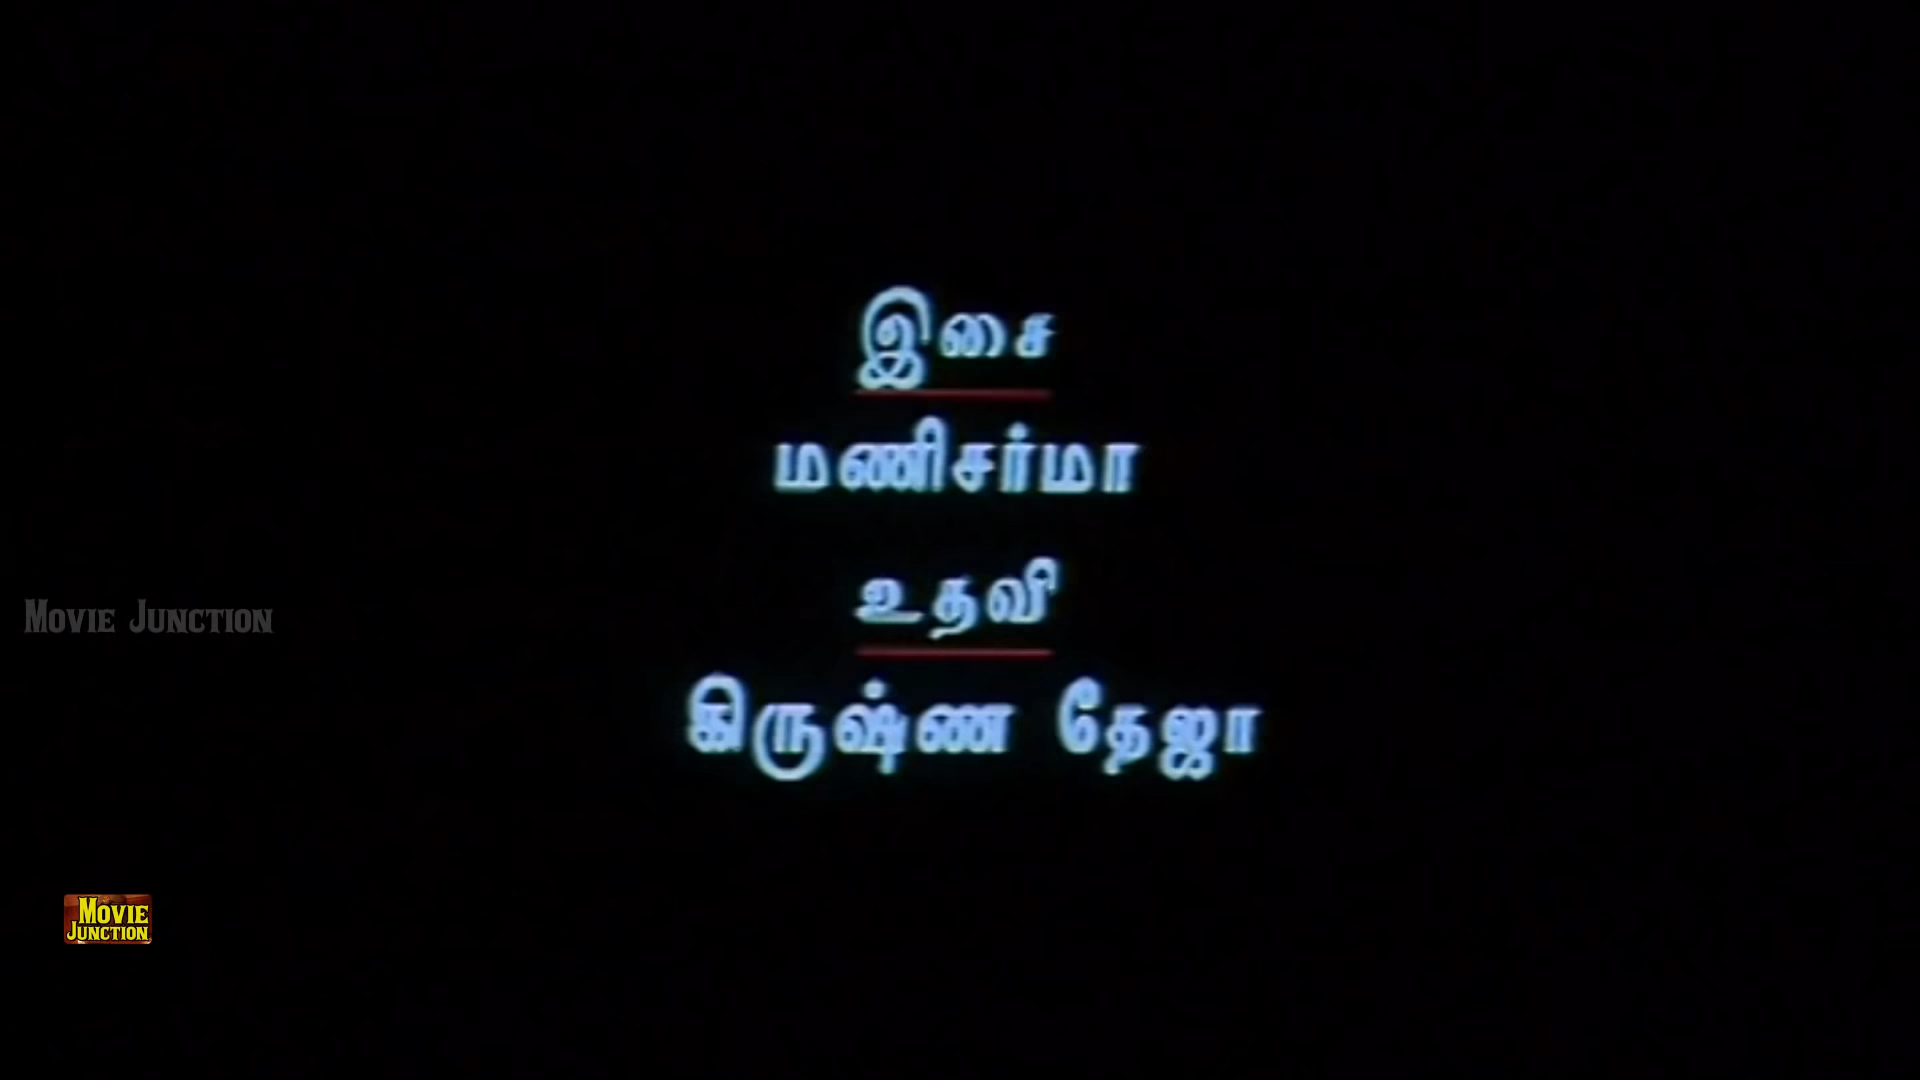 இசை
மணிசர்மா
உதவி
Movie Junction
கிருஷ்ண தேஜா
Movie
Junction